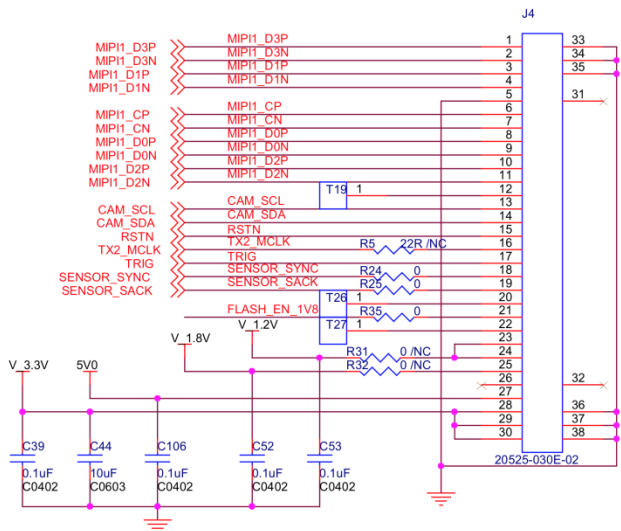 J4
MIPI1_D3P MIPI1_D3P 1 33
MIPI1_D3N MIPI1_D3N 2 34
MIPI1_D1P MIPI1_D1P 3 35
MIPI1_D1N MIPI1_D1N 4
5 31
MIPI1_CP MIPI1_CP 6
MIPI1_CN MIPI1_CN 7
MIPI1_D0P MIPI1_D0P 8
MIPI1_D0N MIPI1_D0N 9
MIPI1_D2P MIPI1_D2P 10
MIPI1_D2N MIPI1_D2N 11
T19 1 12
CAM_SCL CAM_SCL 13
CAM_SDA CAM_SDA 14
RSTN RSTN 15
TX2_MCLK TX2_MCLK R5 22R /NC 16
TRIG TRIG 17
SENSOR_SYNC SENSOR_SYNC R24 0 18
SENSOR_SACK SENSOR_SACK R25 0 19
T26 1 20
FLASH_EN_1V8 R35 0 21
T27 1 22
V_1.2V 23
V_1.8V R31 0 /NC 24
R32 0 /NC 25
V_3.3V 5V0 26 32
27
28 36
29 37
30 38
20525-030E-02
C39 C44 C106 C52 C53
0.1uF 10uF 0.1uF 0.1uF 0.1uF
C0402 C0603 C0402 C0402 C0402